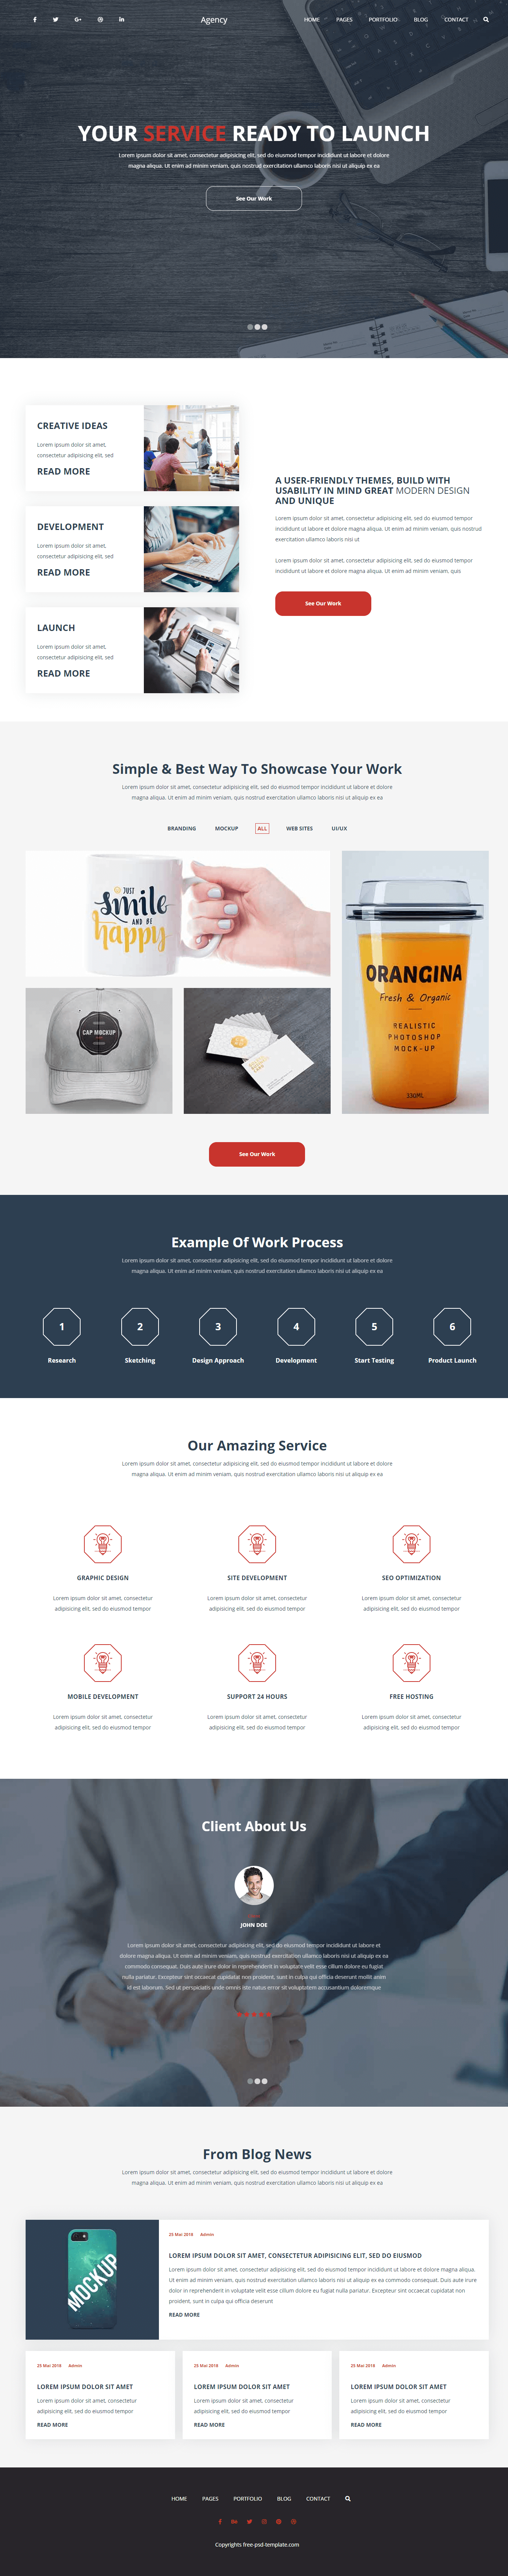 Agency
HOME PAGES PORTFOLIO BLOG CONTACT
YOUR SERVICE READY TO LAUNCH
Lorem ipsum dolor sit amet, consectetur adipisicing elit, sed do eiusmod tempor incididunt ut labore et dolore
magna aliqua. Ut enim ad minim veniam, quis nostrud exercitation ullamco laboris nisi ut aliquip ex ea
See Our Work
CREATIVE IDEAS
Lorem ipsum dolor sit amet,
consectetur adipisicing elit, sed
READ MORE
DEVELOPMENT
Lorem ipsum dolor sit amet,
consectetur adipisicing elit, sed
READ MORE
LAUNCH
Lorem ipsum dolor sit amet,
consectetur adipisicing elit, sed
READ MORE
A USER-FRIENDLY THEMES, BUILD WITH
USABILITY IN MIND GREAT MODERN DESIGN
AND UNIQUE
Lorem ipsum dolor sit amet, consectetur adipisicing elit, sed do eiusmod tempor
incididunt ut labore et dolore magna aliqua. Ut enim ad minim veniam, quis nostrud
exercitation ullamco laboris nisi ut
Lorem ipsum dolor sit amet, consectetur adipisicing elit, sed do eiusmod tempor
incididunt ut labore et dolore magna aliqua. Ut enim ad minim veniam, quis
See Our Work
Simple & Best Way To Showcase Your Work
Lorem ipsum dolor sit amet, consectetur adipisicing elit, sed do eiusmod tempor incididunt ut labore et dolore
magna aliqua. Ut enim ad minim veniam, quis nostrud exercitation ullamco laboris nisi ut aliquip ex ea
BRANDING MOCKUP ALL WEB SITES UI/UX
JUST
smile
AND BE
happy
ORANGINA
Fresh & Organic
REALISTIC
PHOTOSHOP
MOCK-UP
330ML
CAP MOCKUP
See Our Work
Example Of Work Process
Lorem ipsum dolor sit amet, consectetur adipisicing elit, sed do eiusmod tempor incididunt ut labore et dolore
magna aliqua. Ut enim ad minim veniam, quis nostrud exercitation ullamco laboris nisi ut aliquip ex ea
1 2 3 4 5 6
Research Sketching Design Approach Development Start Testing Product Launch
Our Amazing Service
Lorem ipsum dolor sit amet, consectetur adipisicing elit, sed do eiusmod tempor incididunt ut labore et dolore
magna aliqua. Ut enim ad minim veniam, quis nostrud exercitation ullamco laboris nisi ut aliquip ex ea
GRAPHIC DESIGN
Lorem ipsum dolor sit amet, consectetur
adipisicing elit, sed do eiusmod tempor
SITE DEVELOPMENT
Lorem ipsum dolor sit amet, consectetur
adipisicing elit, sed do eiusmod tempor
SEO OPTIMIZATION
Lorem ipsum dolor sit amet, consectetur
adipisicing elit, sed do eiusmod tempor
MOBILE DEVELOPMENT
Lorem ipsum dolor sit amet, consectetur
adipisicing elit, sed do eiusmod tempor
SUPPORT 24 HOURS
Lorem ipsum dolor sit amet, consectetur
adipisicing elit, sed do eiusmod tempor
FREE HOSTING
Lorem ipsum dolor sit amet, consectetur
adipisicing elit, sed do eiusmod tempor
Client About Us
JOHN DOE
Lorem ipsum dolor sit amet, consectetur adipisicing elit, sed do eiusmod tempor incididunt ut labore et
dolore magna aliqua. Ut enim ad minim veniam, quis nostrud exercitation ullamco laboris nisi ut aliquip ex ea
commodo consequat. Duis aute irure dolor in reprehenderit in voluptate velit esse cillum dolore eu fugiat
nulla pariatur. Excepteur sint occaecat cupidatat non proident, sunt in culpa qui officia deserunt mollit anim
id est laborum. Sed ut perspiciatis unde omnis iste natus error sit voluptatem accusantium doloremque
From Blog News
Lorem ipsum dolor sit amet, consectetur adipisicing elit, sed do eiusmod tempor incididunt ut labore et dolore
magna aliqua. Ut enim ad minim veniam, quis nostrud exercitation ullamco laboris nisi ut aliquip ex ea
MOCKUP
25 Mai 2018 Admin
LOREM IPSUM DOLOR SIT AMET, CONSECTETUR ADIPISICING ELIT, SED DO EIUSMOD
Lorem ipsum dolor sit amet, consectetur adipisicing elit, sed do eiusmod tempor incididunt ut labore et dolore magna aliqua.
Ut enim ad minim veniam, quis nostrud exercitation ullamco laboris nisi ut aliquip ex ea commodo consequat. Duis aute irure
dolor in reprehenderit in voluptate velit esse cillum dolore eu fugiat nulla pariatur. Excepteur sint occaecat cupidatat non
proident, sunt in culpa qui officia deserunt
READ MORE
25 Mai 2018 Admin
LOREM IPSUM DOLOR SIT AMET
Lorem ipsum dolor sit amet, consectetur
adipisicing elit, sed do eiusmod tempor
READ MORE
25 Mai 2018 Admin
LOREM IPSUM DOLOR SIT AMET
Lorem ipsum dolor sit amet, consectetur
adipisicing elit, sed do eiusmod tempor
READ MORE
25 Mai 2018 Admin
LOREM IPSUM DOLOR SIT AMET
Lorem ipsum dolor sit amet, consectetur
adipisicing elit, sed do eiusmod tempor
READ MORE
HOME PAGES PORTFOLIO BLOG CONTACT
Copyrights free-psd-template.com